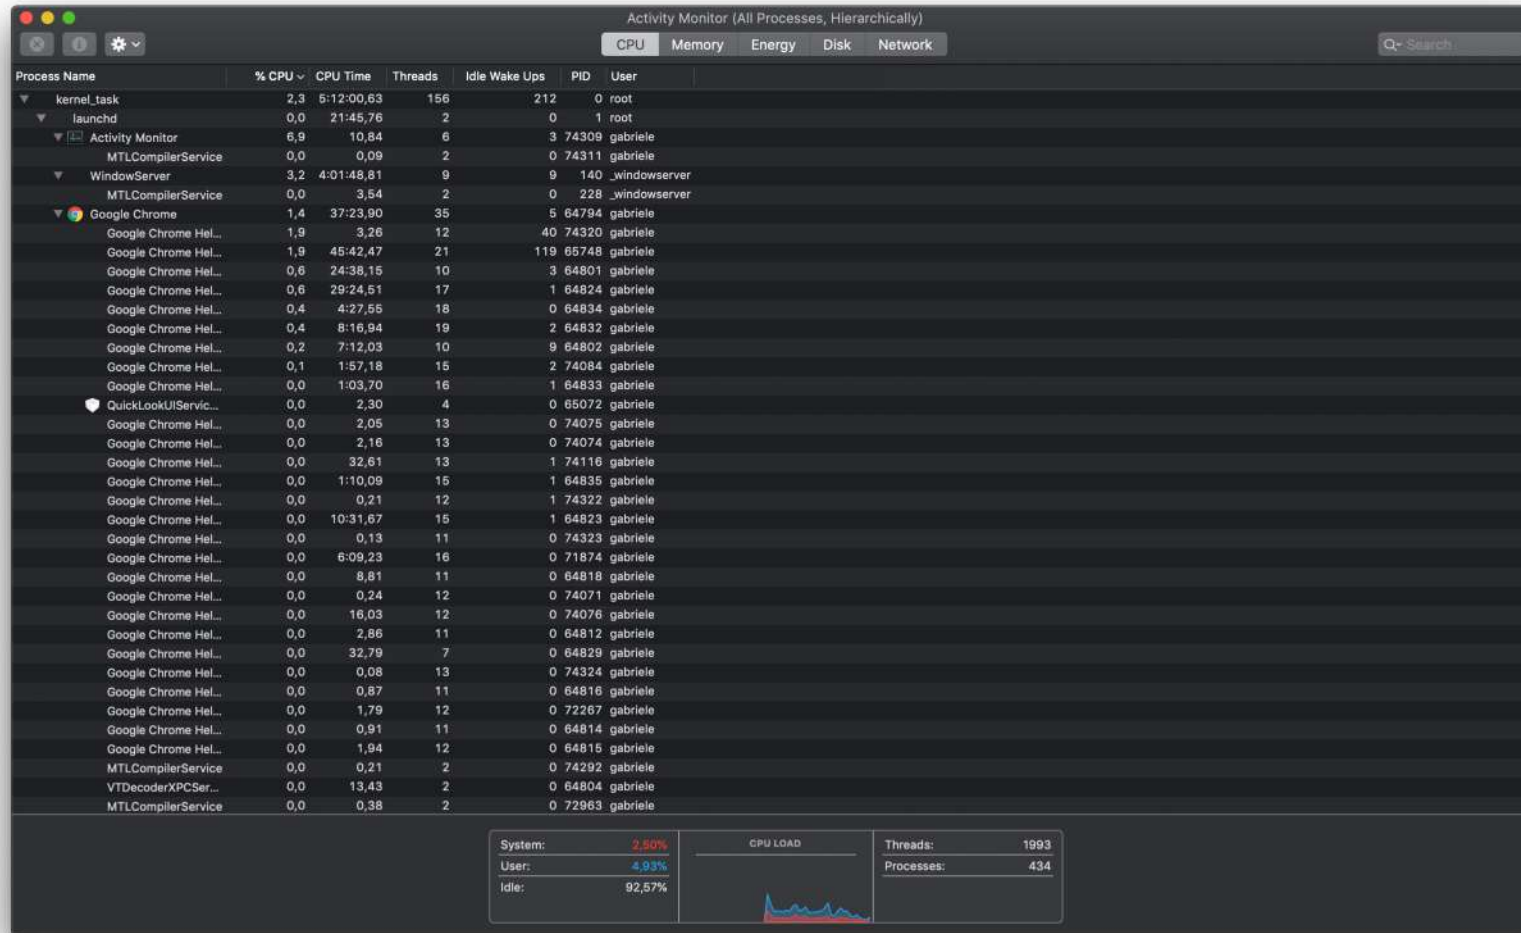 Activity Monitor (All Processes, Hierarchically)
CPU Memory Energy Disk Network
Search
Process Name % CPU CPU Time Threads Idle Wake Ups PID User
kernel_task 2,3 5:12:00,63 156 212 0 root
launchd 0,0 21:45,76 2 0 1 root
Activity Monitor 6,9 10,84 6 3 74309 gabriele
MTLCompilerService 0,0 0,09 2 0 74311 gabriele
WindowServer 3,2 4:01:48,81 9 9 140 _windowserver
MTLCompilerService 0,0 3,54 2 0 228 _windowserver
Google Chrome 1,4 37:23,90 35 5 64794 gabriele
Google Chrome Hel... 1,9 3,26 12 40 74320 gabriele
Google Chrome Hel... 1,9 45:42,47 21 119 65748 gabriele
Google Chrome Hel... 0,6 24:38,15 10 3 64801 gabriele
Google Chrome Hel... 0,6 29:24,51 17 1 64824 gabriele
Google Chrome Hel... 0,4 4:27,55 18 0 64834 gabriele
Google Chrome Hel... 0,4 8:16,94 19 2 64832 gabriele
Google Chrome Hel... 0,2 7:12,03 10 9 64802 gabriele
Google Chrome Hel... 0,1 1:57,18 15 2 74084 gabriele
Google Chrome Hel... 0,0 1:03,70 16 1 64833 gabriele
QuickLookUIServic... 0,0 2,30 4 0 65072 gabriele
Google Chrome Hel... 0,0 2,05 13 0 74075 gabriele
Google Chrome Hel... 0,0 2,16 13 0 74074 gabriele
Google Chrome Hel... 0,0 32,61 13 1 74116 gabriele
Google Chrome Hel... 0,0 1:10,09 15 1 64835 gabriele
Google Chrome Hel... 0,0 0,21 12 1 74322 gabriele
Google Chrome Hel... 0,0 10:31,67 15 1 64823 gabriele
Google Chrome Hel... 0,0 0,13 11 0 74323 gabriele
Google Chrome Hel... 0,0 6:09,23 16 0 71874 gabriele
Google Chrome Hel... 0,0 8,81 11 0 64818 gabriele
Google Chrome Hel... 0,0 0,24 12 0 74071 gabriele
Google Chrome Hel... 0,0 16,03 12 0 74076 gabriele
Google Chrome Hel... 0,0 2,86 11 0 64812 gabriele
Google Chrome Hel... 0,0 32,79 7 0 64829 gabriele
Google Chrome Hel... 0,0 0,08 13 0 74324 gabriele
Google Chrome Hel... 0,0 0,87 11 0 64816 gabriele
Google Chrome Hel... 0,0 1,79 12 0 72267 gabriele
Google Chrome Hel... 0,0 0,91 11 0 64814 gabriele
Google Chrome Hel... 0,0 1,94 12 0 64815 gabriele
MTLCompilerService 0,0 0,21 2 0 74292 gabriele
VTDecoderXPCSer... 0,0 13,43 2 0 64804 gabriele
MTLCompilerService 0,0 0,38 2 0 72963 gabriele
System: 2,50% CPU LOAD Threads: 1993
User: 4,93% Processes: 434
Idle: 92,57%